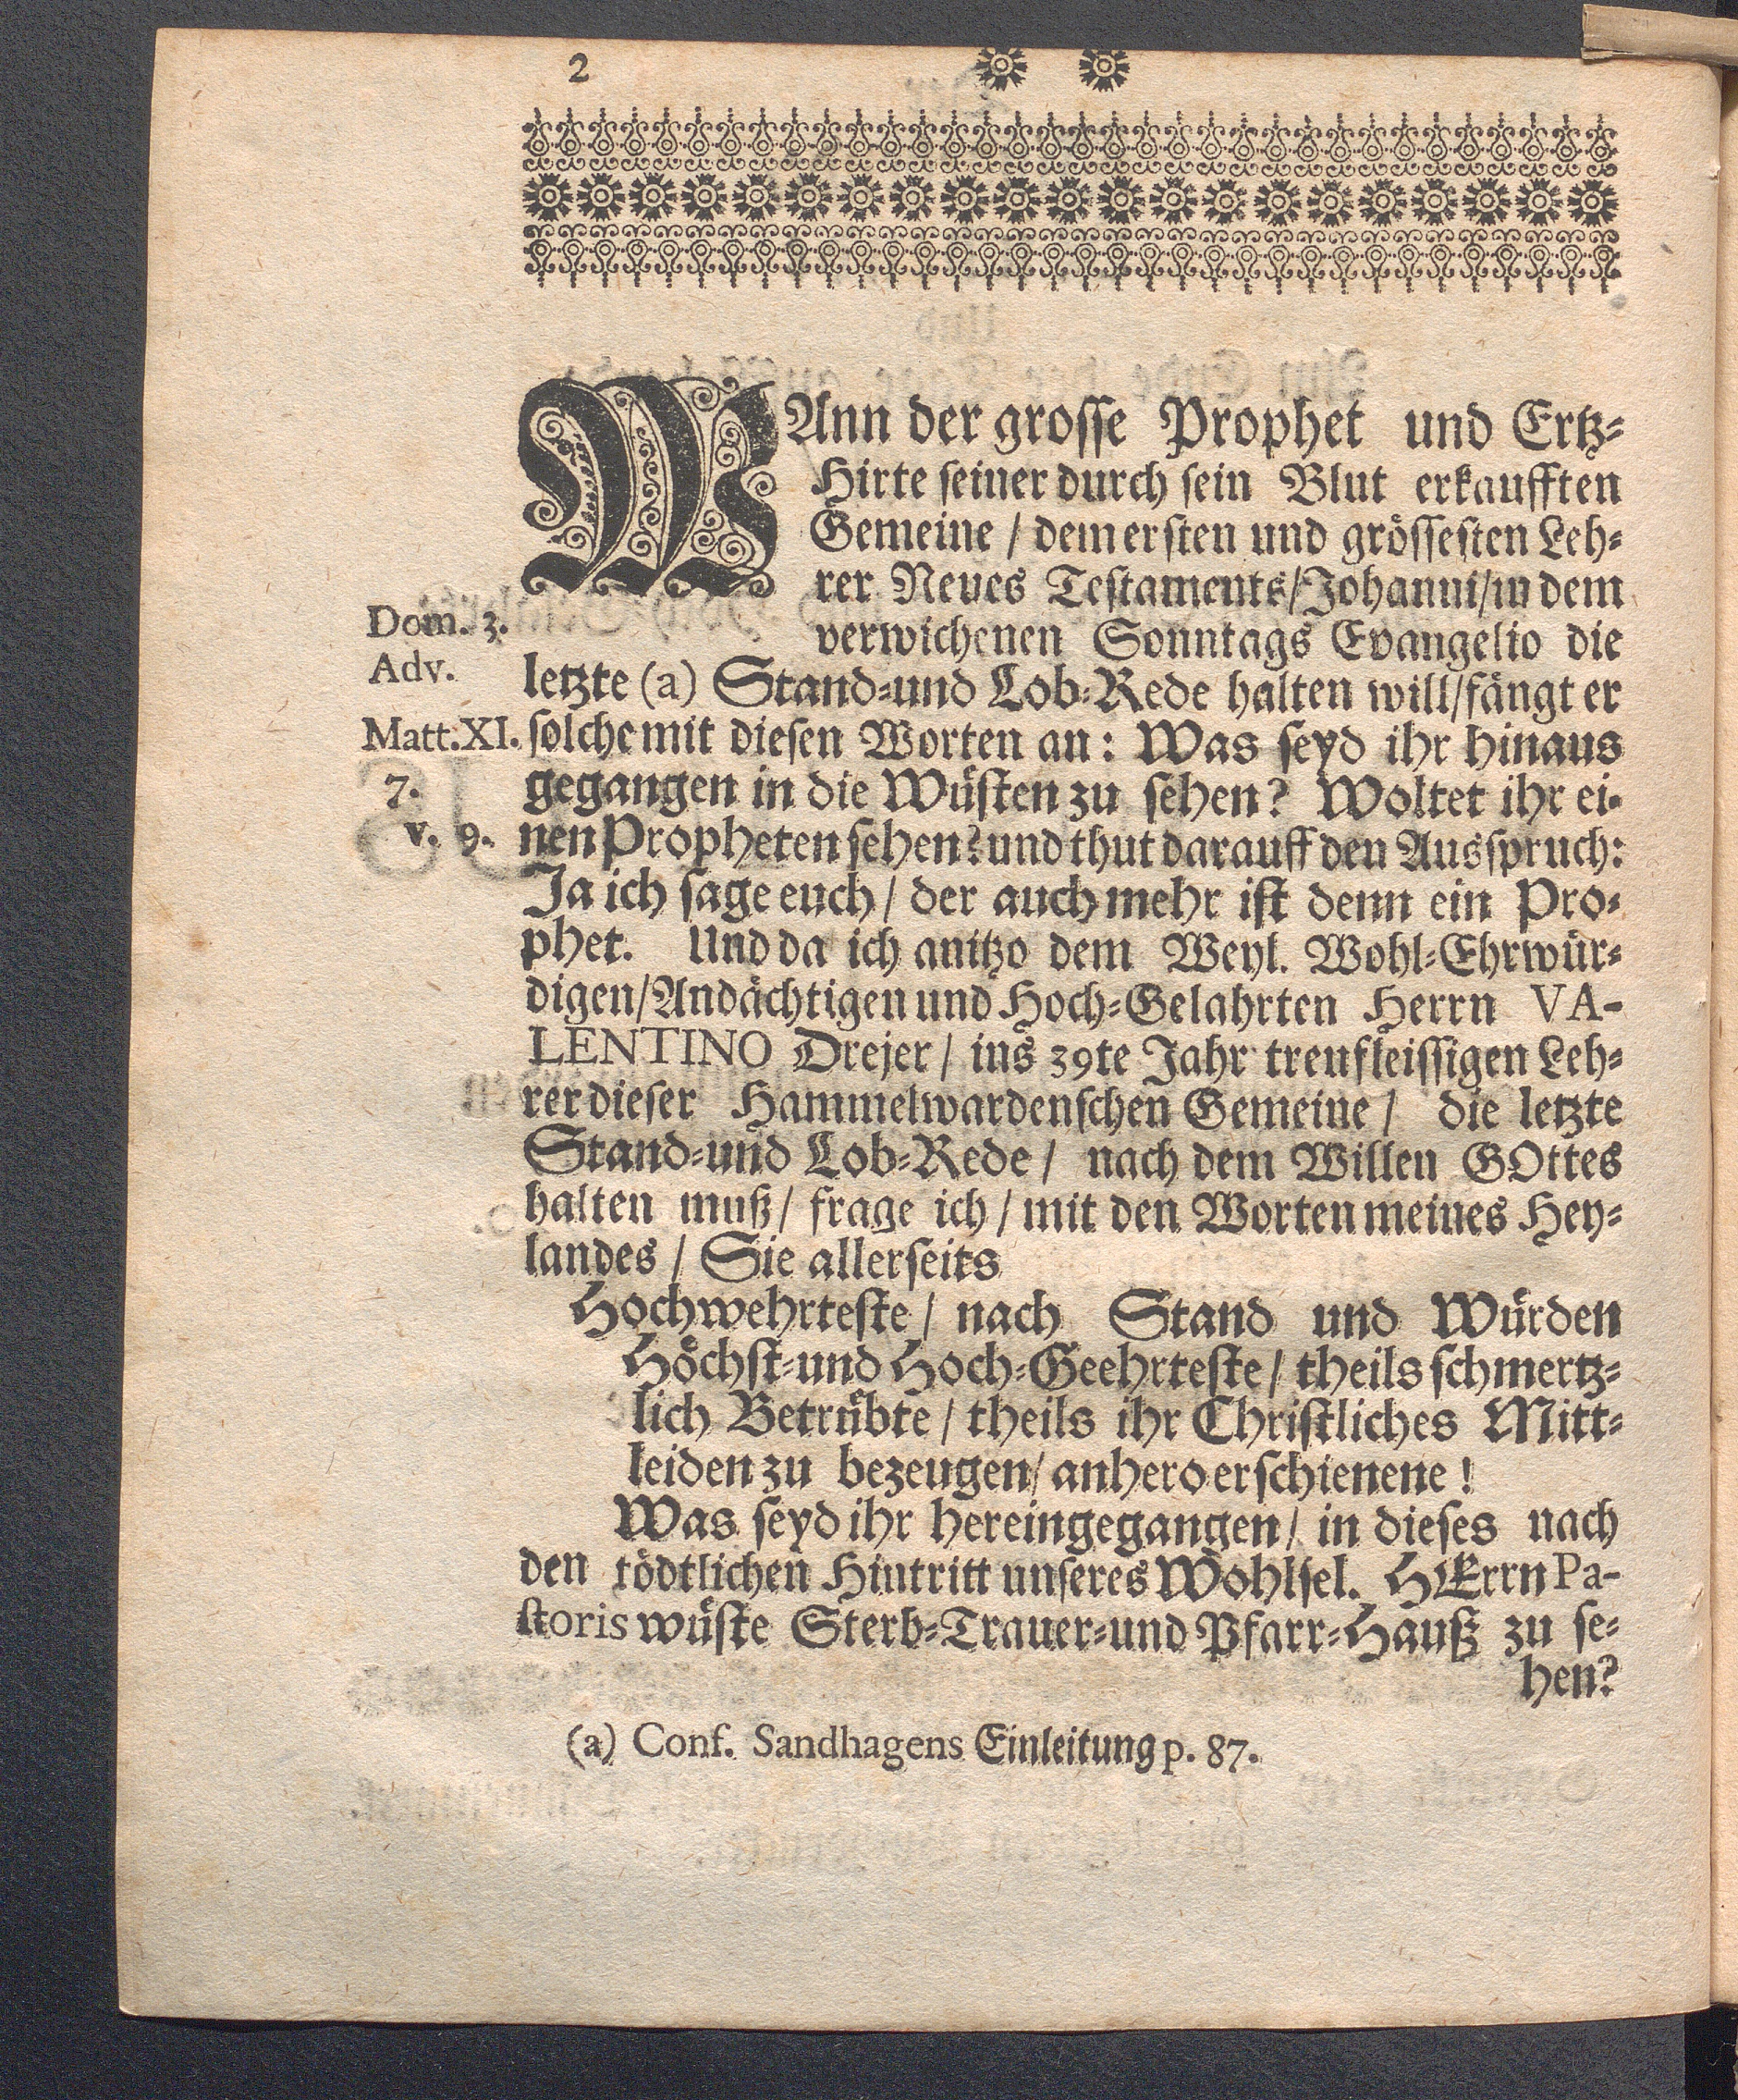 2
WAnn der grosse Prophet und Ertz-
Hirte seiner durch sein Blut erkaufften
Gemeine / dem ersten und grössesten Leh-
rer Neues Testaments/Johanni/in dem
Dom. 3.
verwichenen Sonntags Evangelio die
Adv.
letzte (a) Stand-und Lob-Rede halten will/fängt er
Matt.XI.
solche mit diesen Worten an: Was seyd ihr hinaus
7.
gegangen in die Wüsten zu sehen? Woltet ihr ei-
v. 9.
nen Propheten sehen? und thut darauff den Ausspruch:
Ja ich sage euch / der auch mehr ist denn ein Pro-
phet. Und da ich anitzo dem Weyl. Wohl-Ehrwür-
digen/Andächtigen und Hoch-Gelahrten Herrn VA-
LENTINO Drejer / ins 39te Jahr treufleissigen Leh-
rer dieser Hammelwardenschen Gemeine / die letzte
Stand-und Lob-Rede / nach dem Willen GOttes
halten muß / frage ich / mit den Worten meines Hey-
landes / Sie allerseits
Hochwehrteste / nach Stand und Würden
Höchst-und Hoch-Geehrteste / theils schmertz-
lich Betrübte / theils ihr Christliches Mitt-
leiden zu bezeugen/ anhero erschienene !
Was seyd ihr hereingegangen / in dieses nach
den tödtlichen Hintritt unseres Wohlsel. HErrn Pa-
storis wüste Sterb-Trauer-und Pfarr-Hauß zu se-
hen?
(a) Conf. Sandhagens Einleitung p. 87.